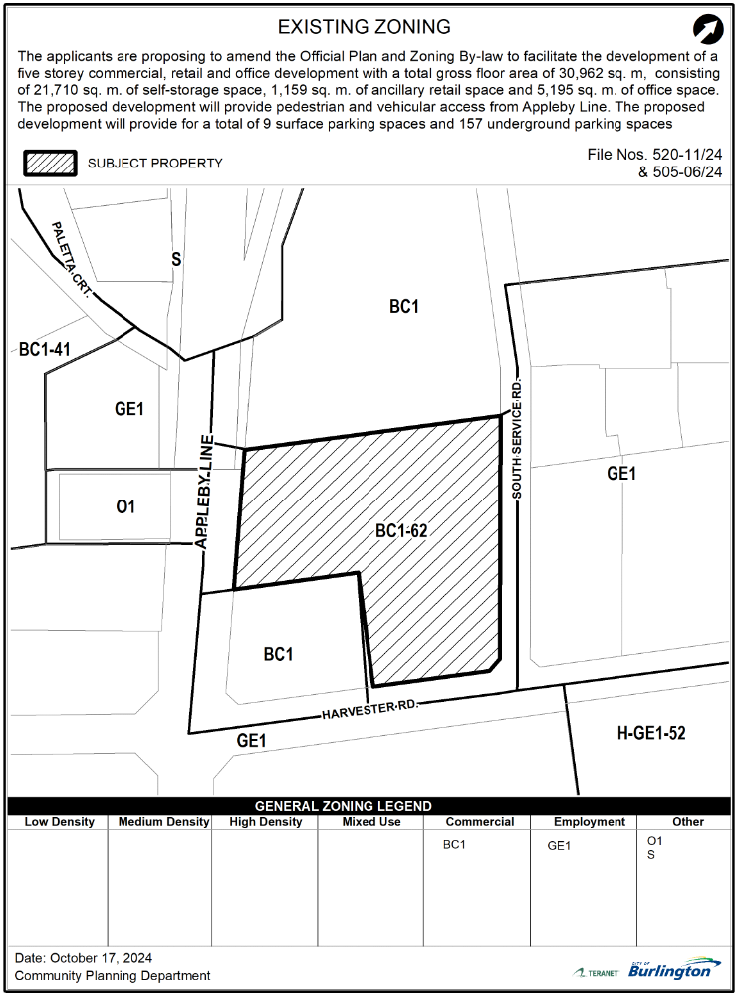 EXISTING ZONING
The applicants are proposing to amend the Official Plan and Zoning By-law to facilitate the development of a
five storey commercial, retail and office development with a total gross floor area of 30,962 sq. m, consisting
of 21,710 sq. m. of self-storage space, 1,159 sq. m. of ancillary retail space and 5,195 sq. m. of office space.
The proposed development will provide pedestrian and vehicular access from Appleby Line. The proposed
development will provide for a total of 9 surface parking spaces and 157 underground parking spaces
SUBJECT PROPERTY
File Nos. 520-11/24
& 505-06/24
PALETTA CRT.
S
BC1
BC1-41
GE1
APPLEBY LINE
SOUTH SERVICE RD.
GE1
O1
BC1-62
BC1
HARVESTER RD.
GE1
H-GE1-52
GENERAL ZONING LEGEND
Low Density Medium Density High Density Mixed Use Commercial Employment Other
BC1 GE1 O1
S
Date: October 17, 2024
Community Planning Department
TERANET
CITY OF
Burlington